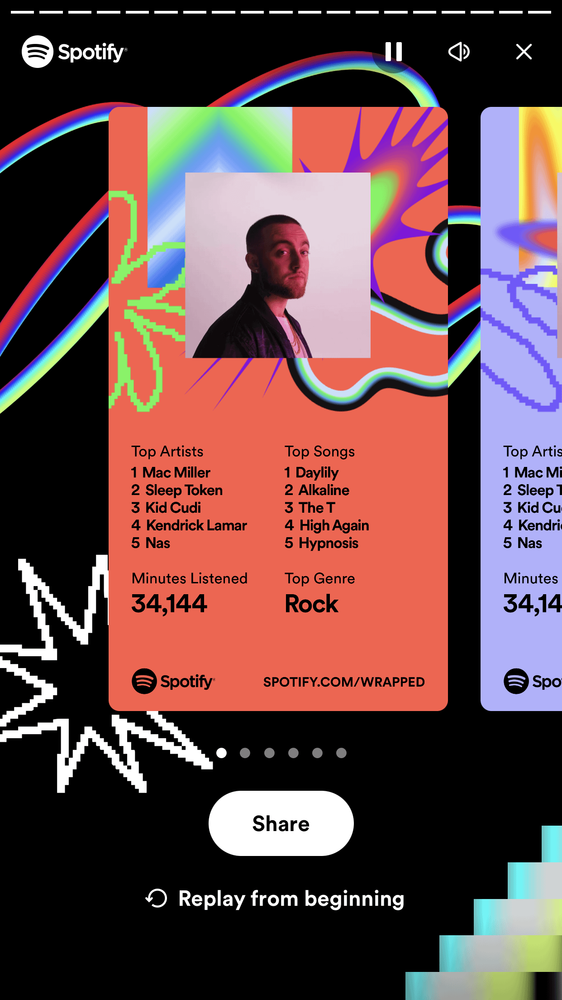 Spotify®
Top Artists
1 Mac Miller
2 Sleep Token
3 Kid Cudi
4 Kendrick Lamar
5 Nas
Top Songs
1 Daylily
2 Alkaline
3 The T
4 High Again
5 Hypnosis
Minutes Listened
34,144
Top Genre
Rock
Spotify®
SPOTIFY.COM/WRAPPED
Top Artis
1 Mac Mi
2 Sleep T
3 Kid Cu
4 Kendri
5 Nas
Minutes
34,14
Spo
Share
Replay from beginning